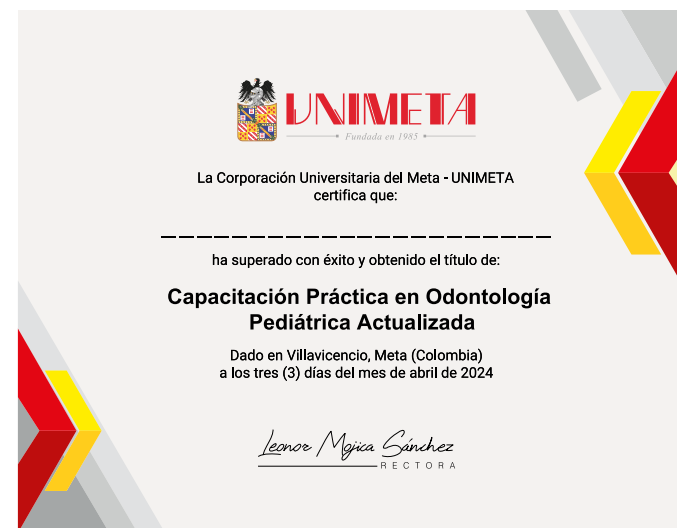 UNIMETA
Fundada en 1985
La Corporación Universitaria del Meta - UNIMETA
certifica que:
ha superado con éxito y obtenido el título de:
Capacitación Práctica en Odontología
Pediátrica Actualizada
Dado en Villavicencio, Meta (Colombia)
a los tres (3) días del mes de abril de 2024
Leonor Mojica Sánchez
RECTORA